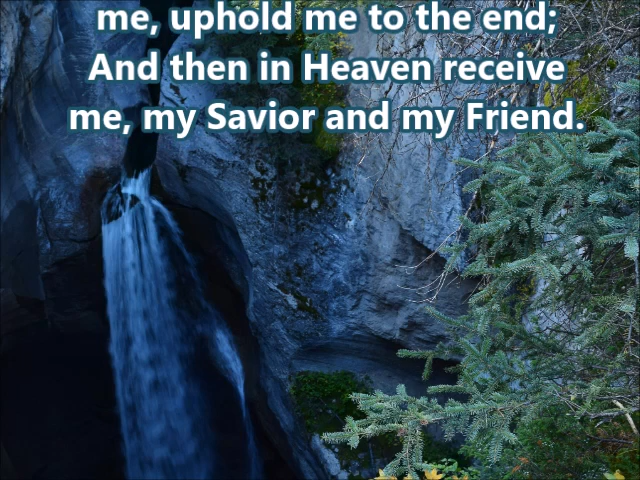 me, uphold me to the end;
And then in Heaven receive
me, my Savior and my Friend.